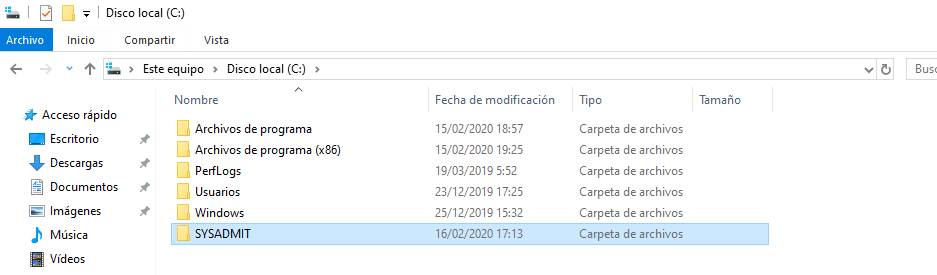 Disco local (C:)
Archivo Inicio Compartir Vista
Este equipo Disco local (C:) Busc
Nombre Fecha de modificación Tipo Tamaño
Acceso rápido
Escritorio
Descargas
Documentos
Imágenes
Música
Vídeos
Archivos de programa 15/02/2020 18:57 Carpeta de archivos
Archivos de programa (x86) 15/02/2020 19:25 Carpeta de archivos
PerfLogs 19/03/2019 5:52 Carpeta de archivos
Usuarios 23/12/2019 17:25 Carpeta de archivos
Windows 25/12/2019 15:32 Carpeta de archivos
SYSADMIT 16/02/2020 17:13 Carpeta de archivos